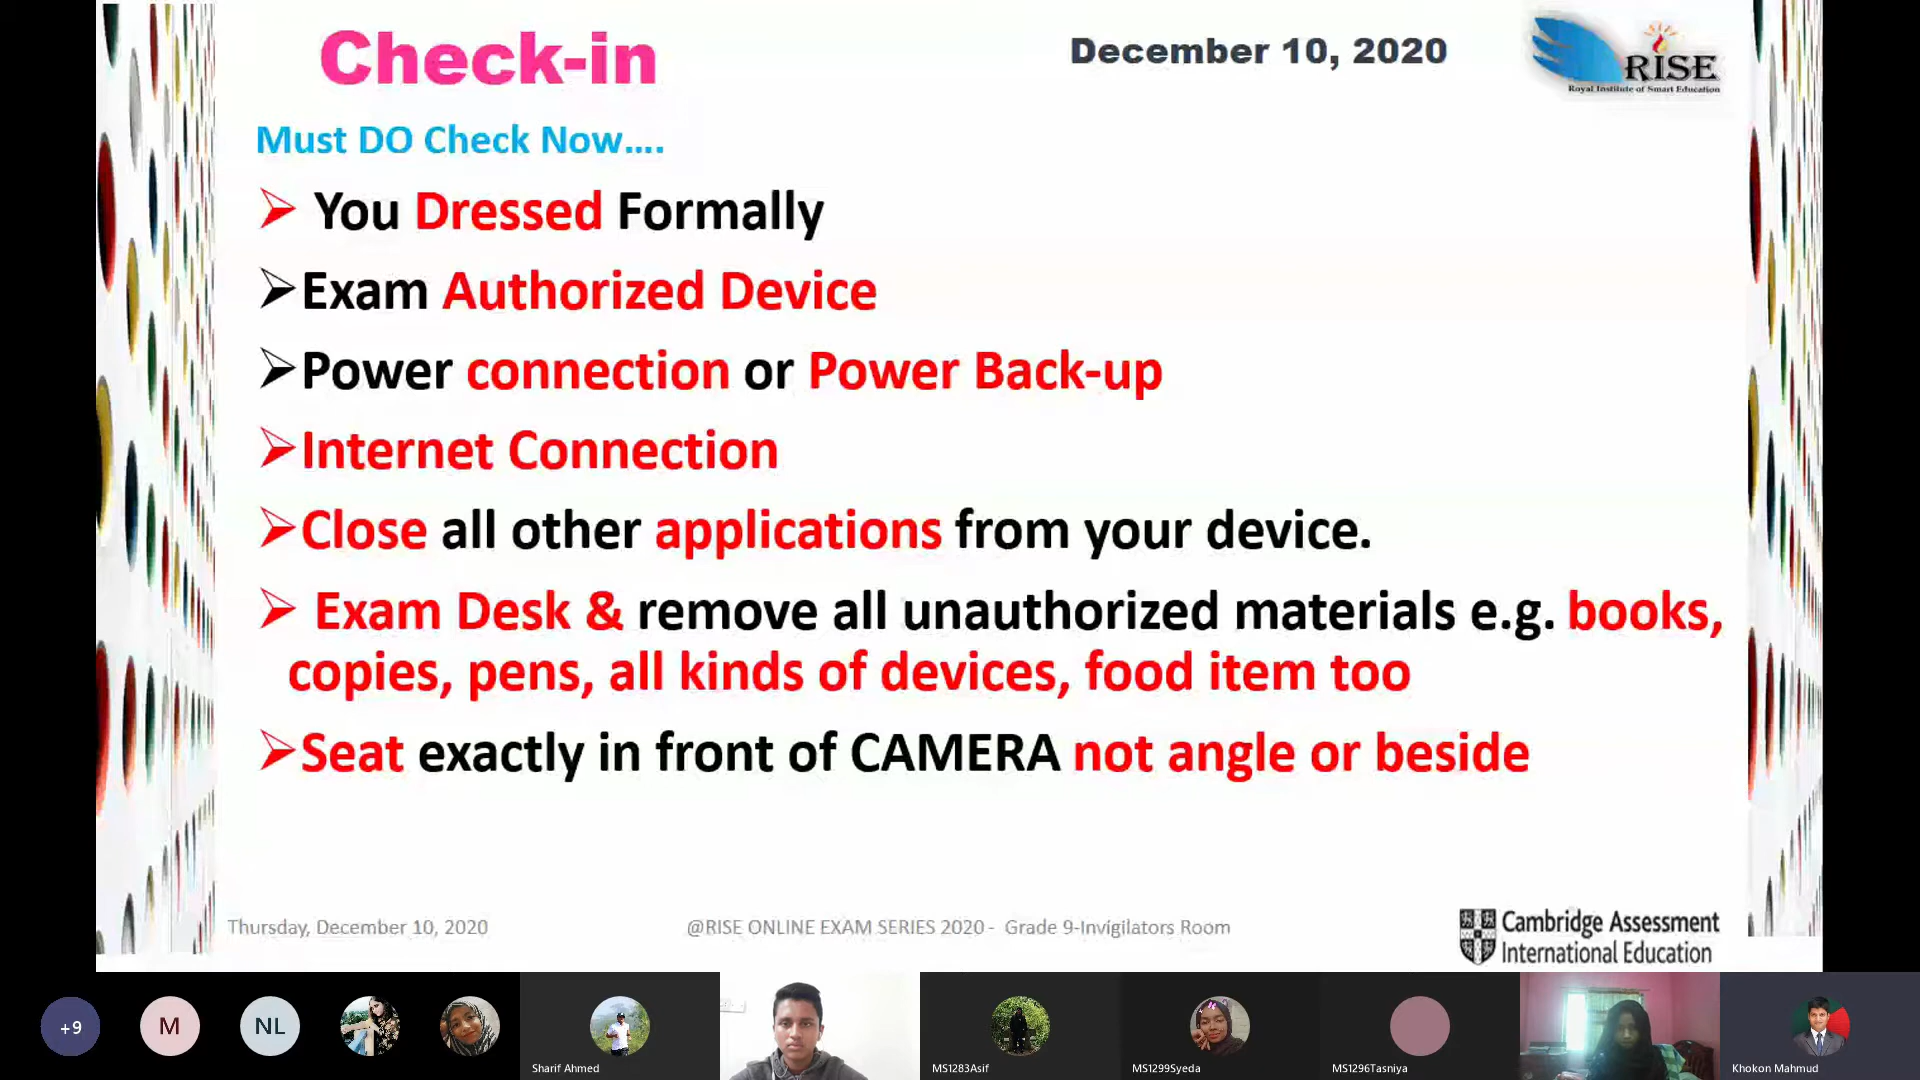 Check-in
December 10, 2020
RISE
Royal Institute of Smart Education
Must DO Check Now....
You Dressed Formally
Exam Authorized Device
Power connection or Power Back-up
Internet Connection
Close all other applications from your device.
Exam Desk & remove all unauthorized materials e.g. books,
copies, pens, all kinds of devices, food item too
Seat exactly in front of CAMERA not angle or beside
Thursday, December 10, 2020
@RISE ONLINE EXAM SERIES 2020 - Grade 9-Invigilators Room
Cambridge Assessment
International Education
+9
M
NL
Sharif Ahmed
MS1283Asif
MS1299Syeda
MS1296Tasniya
Khokon Mahmud